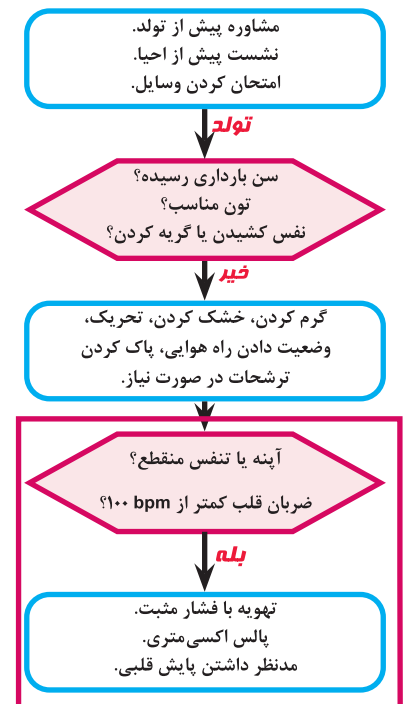 مشاوره پیش از تولد.
نشست پیش از احیا.
امتحان کردن وسایل.
تولد
سن بارداری رسیده؟
تون مناسب؟
نفس کشیدن یا گریه کردن؟
خیر
گرم کردن، خشک کردن، تحریک،
وضعیت دادن راه هوایی، پاک کردن
ترشحات در صورت نیاز.
آپنه یا تنفس منقطع؟
ضربان قلب کمتر از ۱۰۰ bpm؟
بله
تهویه با فشار مثبت.
پالس اکسی‌متری.
مدنظر داشتن پایش قلبی.